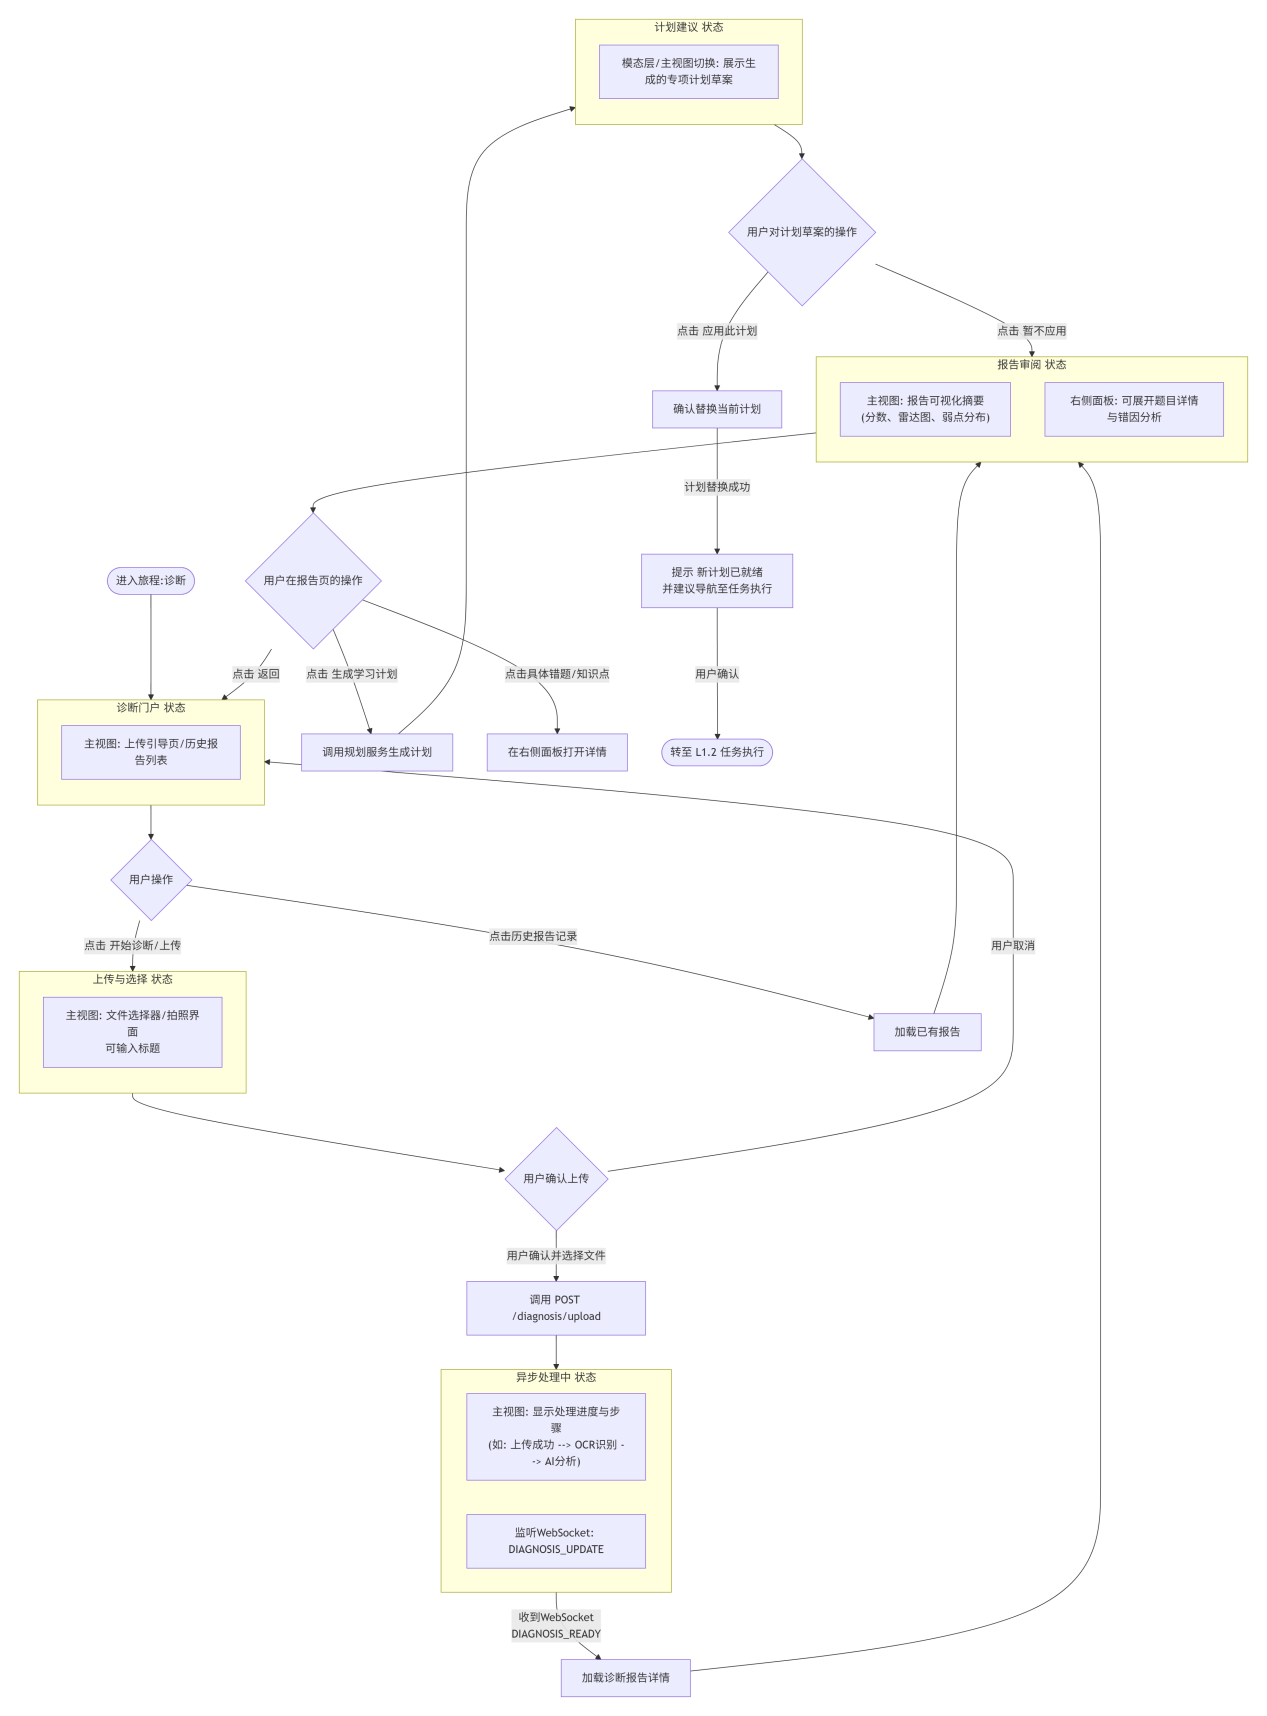 计划建议 状态
模态层/主视图切换: 展示生
成的专项计划草案
用户对计划草案的操作
点击 应用此计划
点击 暂不应用
报告审阅 状态
主视图: 报告可视化摘要
(分数、雷达图、弱点分布)
右侧面板: 可展开题目详情
与错因分析
确认替换当前计划
计划替换成功
用户在报告页的操作
进入旅程:诊断
提示 新计划已就绪
并建议导航至任务执行
点击 返回
点击 生成学习计划
点击具体错题/知识点
用户确认
诊断门户 状态
主视图: 上传引导页/历史报
告列表
调用规划服务生成计划
在右侧面板打开详情
转至 L1.2 任务执行
用户操作
点击 开始诊断/上传
点击历史报告记录
用户取消
上传与选择 状态
主视图: 文件选择器/拍照界
面
可输入标题
加载已有报告
用户确认上传
用户确认并选择文件
调用 POST
/diagnosis/upload
异步处理中 状态
主视图: 显示处理进度与步
骤
(如: 上传成功 --> OCR识别 -
-> AI分析)
监听WebSocket:
DIAGNOSIS_UPDATE
收到WebSocket
DIAGNOSIS_READY
加载诊断报告详情